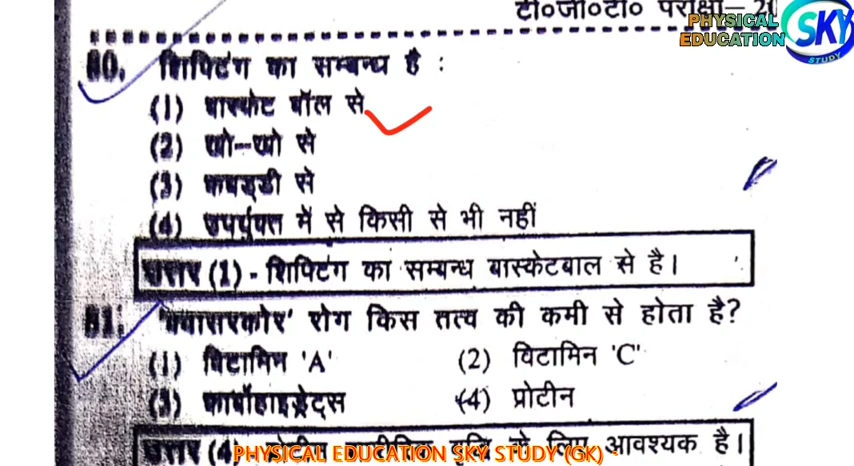 टी०जी०टी० परीक्षा– 20
PHYSICAL EDUCATION
SKY STUDY
80. शिफ्टिंग का सम्बन्ध है :
(1) बास्केट बॉल से
(2) खो–खो से
(3) कबड्डी से
(4) उपर्युक्त में से किसी से भी नहीं
उत्तर (1) - शिफ्टिंग का सम्बन्ध बास्केटबाल से है।
81. 'क्वासरकोर' रोग किस तत्व की कमी से होता है?
(1) विटामिन 'A' (2) विटामिन 'C'
(3) कार्बोहाइड्रेट्स (4) प्रोटीन
उत्तर (4) से लिए आवश्यक है।
PHYSICAL EDUCATION SKY STUDY (GK)